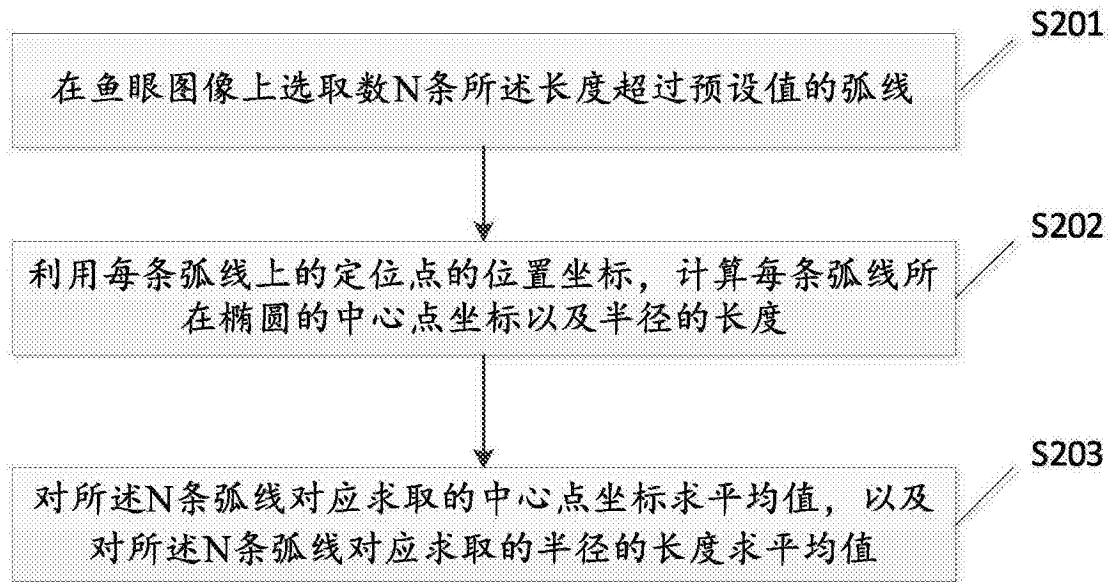 S201
在鱼眼图像上选取数N条所述长度超过预设值的弧线
S202
利用每条弧线上的定位点的位置坐标，计算每条弧线所
在椭圆的中心点坐标以及半径的长度
S203
对所述N条弧线对应求取的中心点坐标求平均值，以及
对所述N条弧线对应求取的半径的长度求平均值